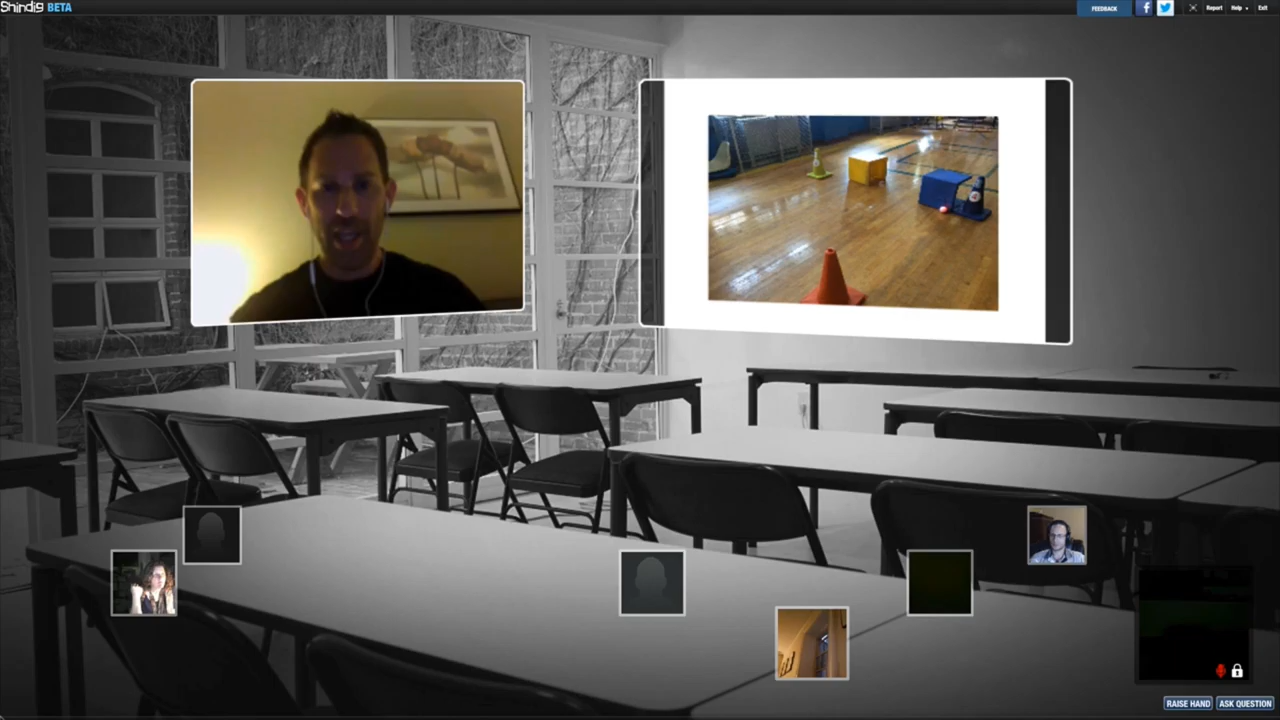 Shindig BETA
FEEDBACK
Report
Help
Exit
RAISE HAND
ASK QUESTION